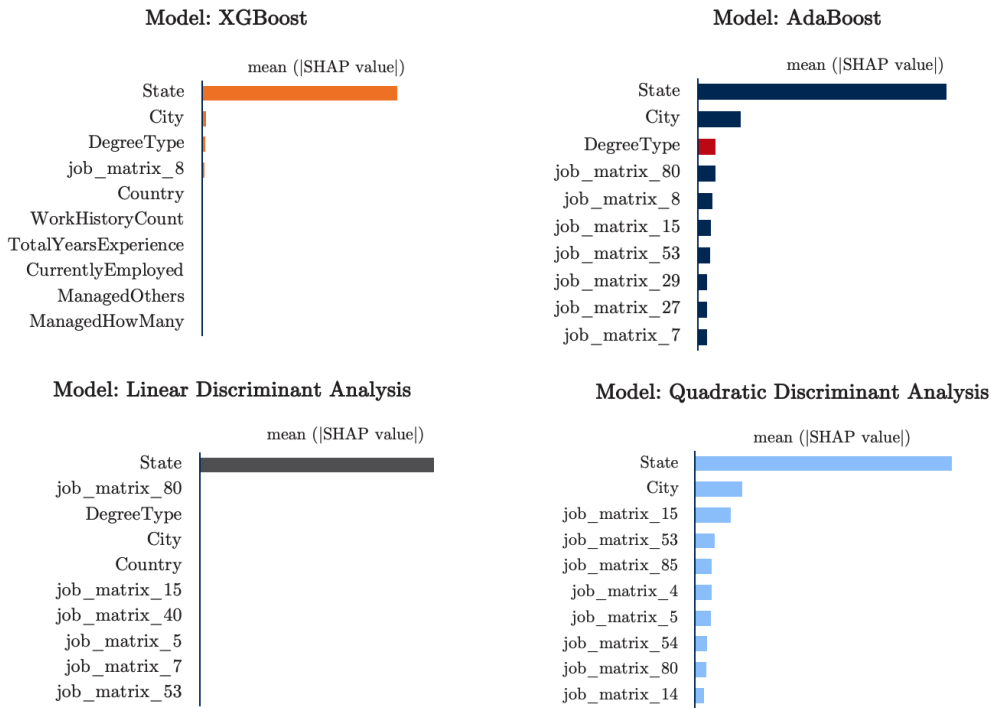 Model: XGBoost
mean (|SHAP value|)
State
City
DegreeType
job_matrix_8
Country
WorkHistoryCount
TotalYearsExperience
CurrentlyEmployed
ManagedOthers
ManagedHowMany
Model: AdaBoost
mean (|SHAP value|)
State
City
DegreeType
job_matrix_80
job_matrix_8
job_matrix_15
job_matrix_53
job_matrix_29
job_matrix_27
job_matrix_7
Model: Linear Discriminant Analysis
mean (|SHAP value|)
State
job_matrix_80
DegreeType
City
Country
job_matrix_15
job_matrix_40
job_matrix_5
job_matrix_7
job_matrix_53
Model: Quadratic Discriminant Analysis
mean (|SHAP value|)
State
City
job_matrix_15
job_matrix_53
job_matrix_85
job_matrix_4
job_matrix_5
job_matrix_54
job_matrix_80
job_matrix_14